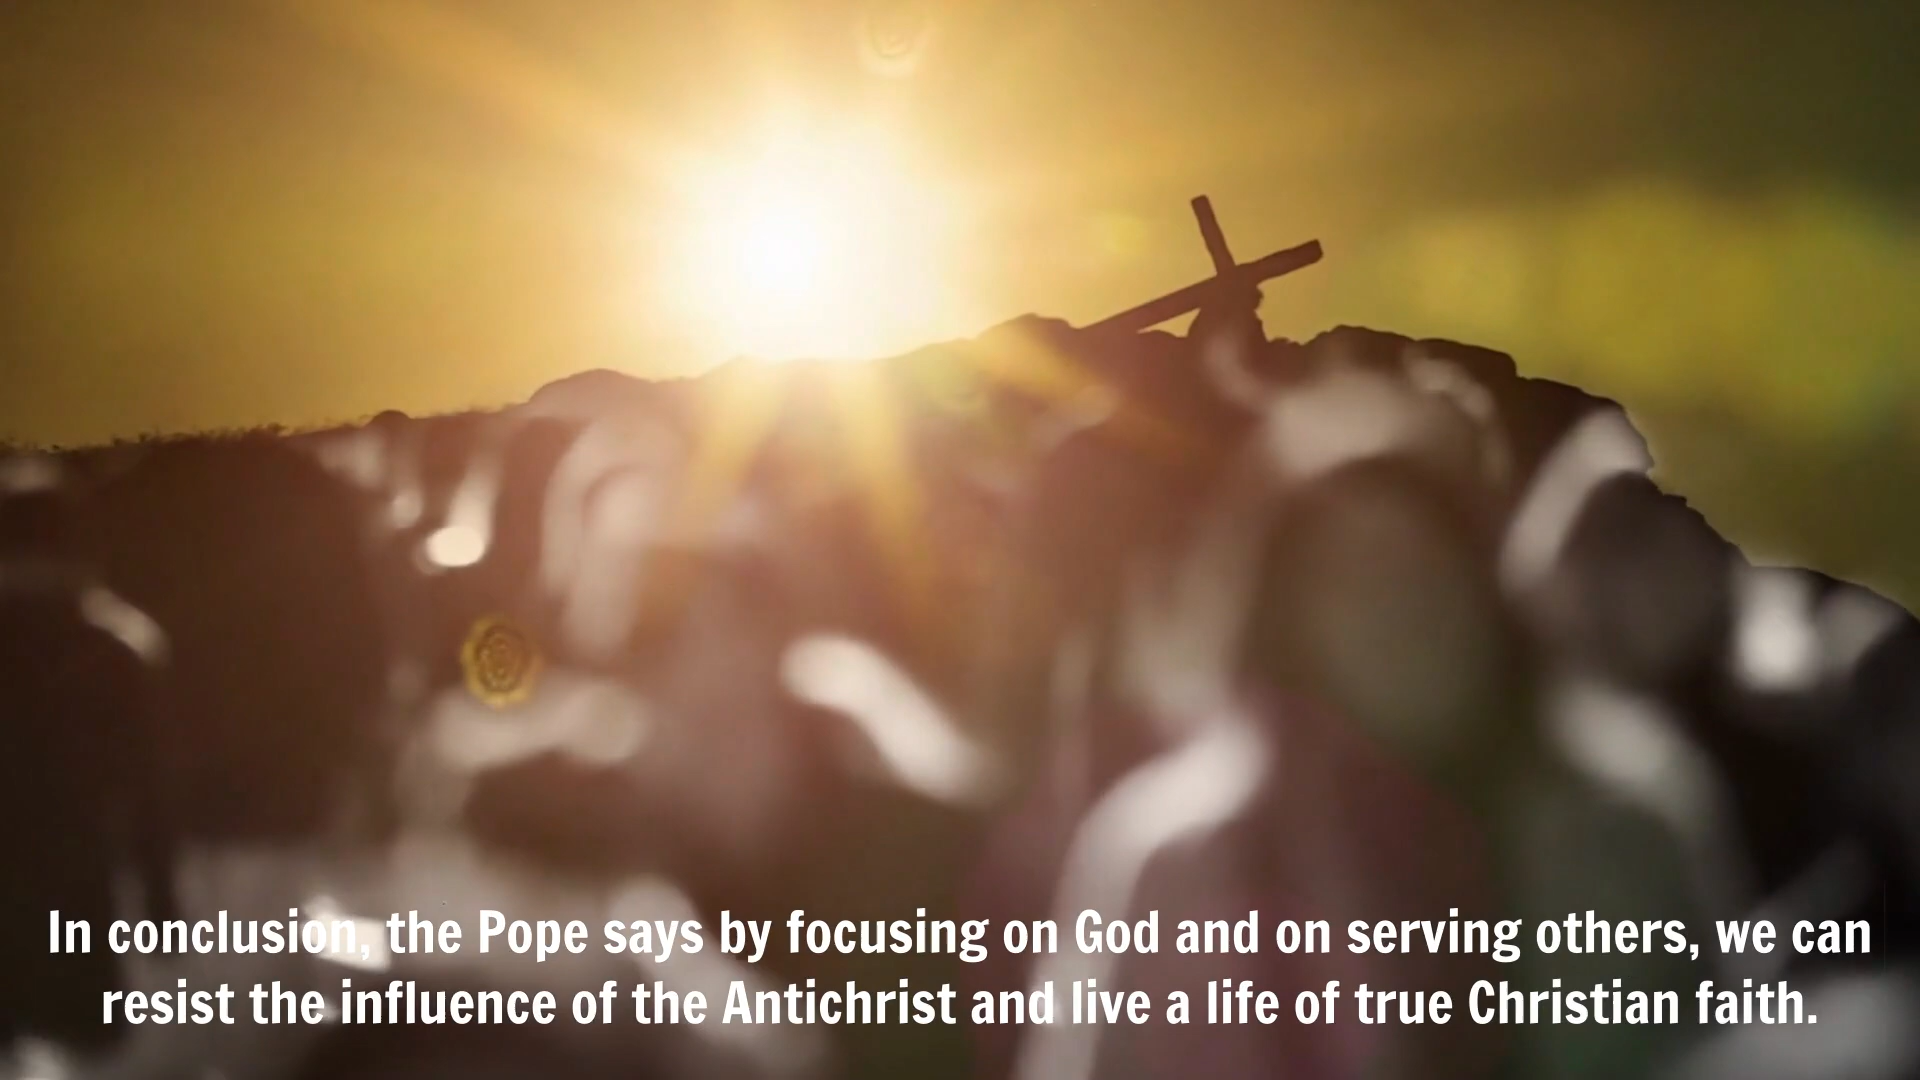 In conclusion, the Pope says by focusing on God and on serving others, we can
resist the influence of the Antichrist and live a life of true Christian faith.